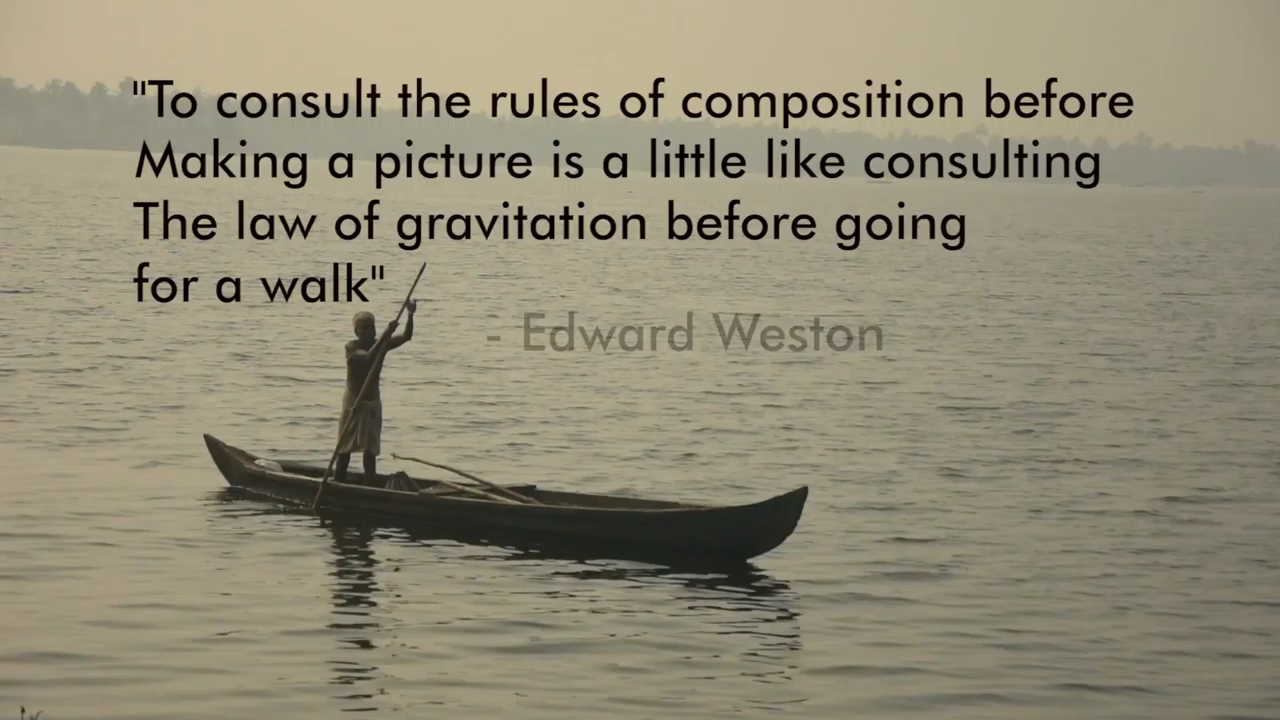 "To consult the rules of composition before
Making a picture is a little like consulting
The law of gravitation before going
for a walk"
- Edward Weston